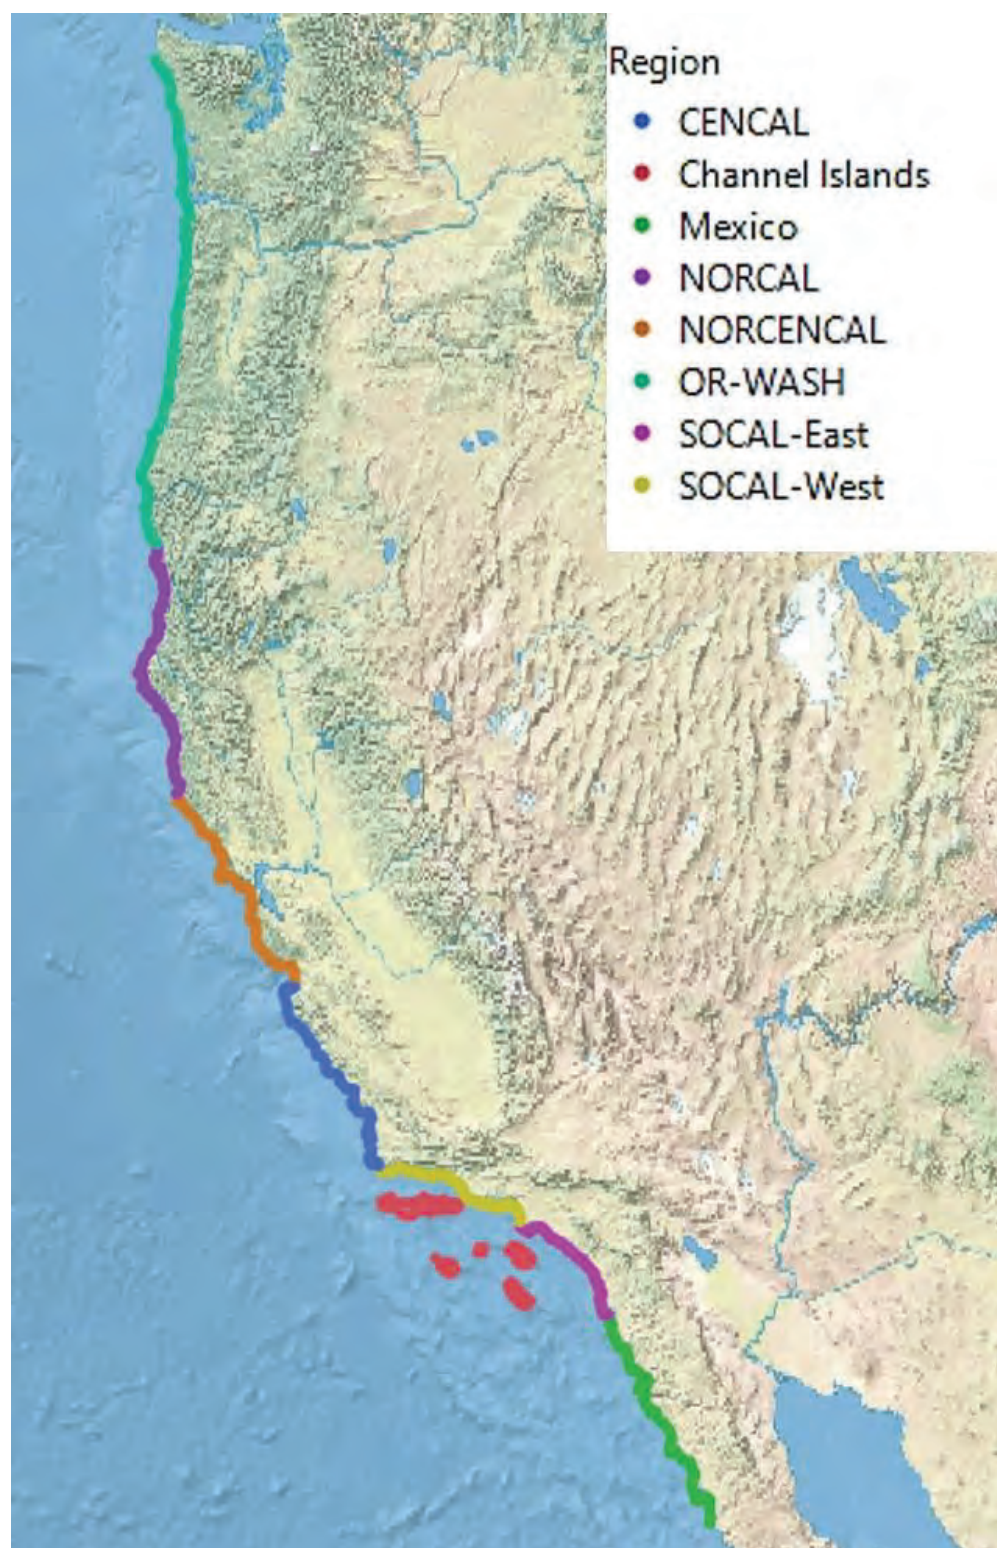 Region
CENCAL
Channel Islands
Mexico
NORCAL
NORCENCAL
OR-WASH
SOCAL-East
SOCAL-West